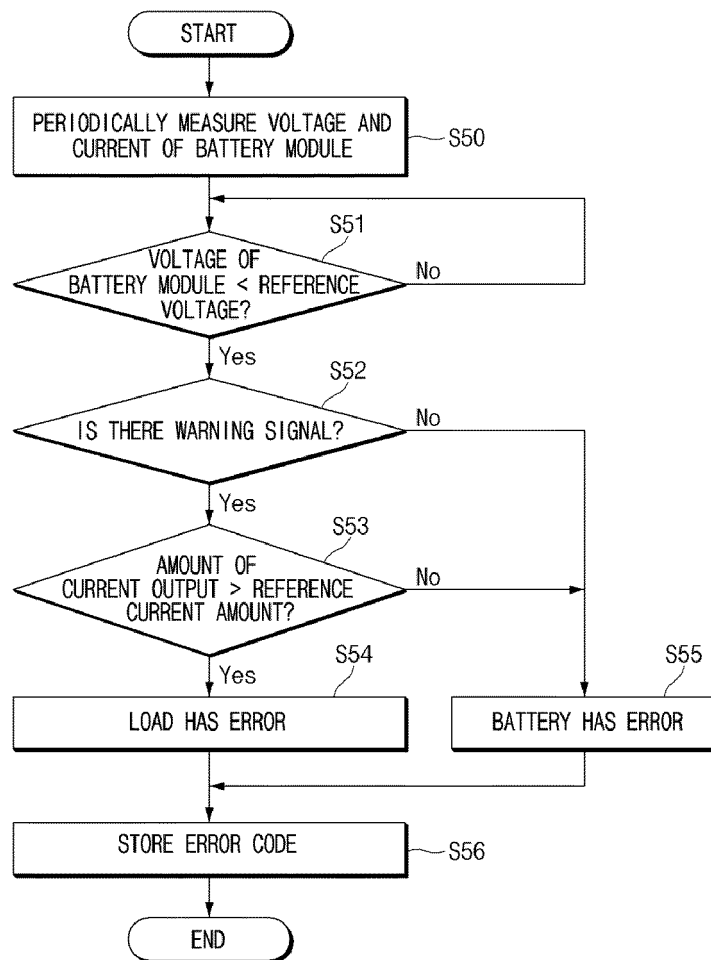 START
PERIODICALLY MEASURE VOLTAGE AND
CURRENT OF BATTERY MODULE
S50
S51
VOLTAGE OF
BATTERY MODULE < REFERENCE
VOLTAGE?
No
Yes
S52
IS THERE WARNING SIGNAL?
No
Yes
S53
AMOUNT OF
CURRENT OUTPUT > REFERENCE
CURRENT AMOUNT?
No
Yes
S54
LOAD HAS ERROR
S55
BATTERY HAS ERROR
STORE ERROR CODE
S56
END